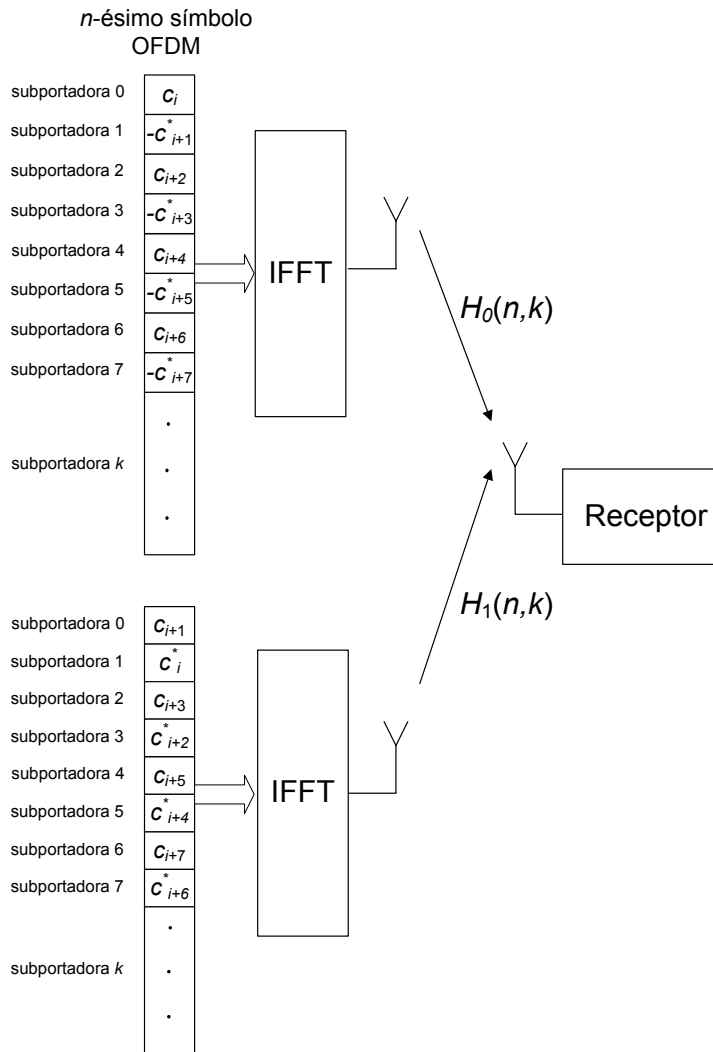 n-ésimo símbolo
OFDM
subportadora 0 c_i
subportadora 1 -c*_{i+1}
subportadora 2 c_{i+2}
subportadora 3 -c*_{i+3}
subportadora 4 c_{i+4}
subportadora 5 -c*_{i+5}
subportadora 6 c_{i+6}
subportadora 7 -c*_{i+7}
.
subportadora k .
.
IFFT
H_0(n,k)
Receptor
H_1(n,k)
subportadora 0 c_{i+1}
subportadora 1 c*_i
subportadora 2 c_{i+3}
subportadora 3 c*_{i+2}
subportadora 4 c_{i+5}
subportadora 5 c*_{i+4}
subportadora 6 c_{i+7}
subportadora 7 c*_{i+6}
.
subportadora k .
.
IFFT